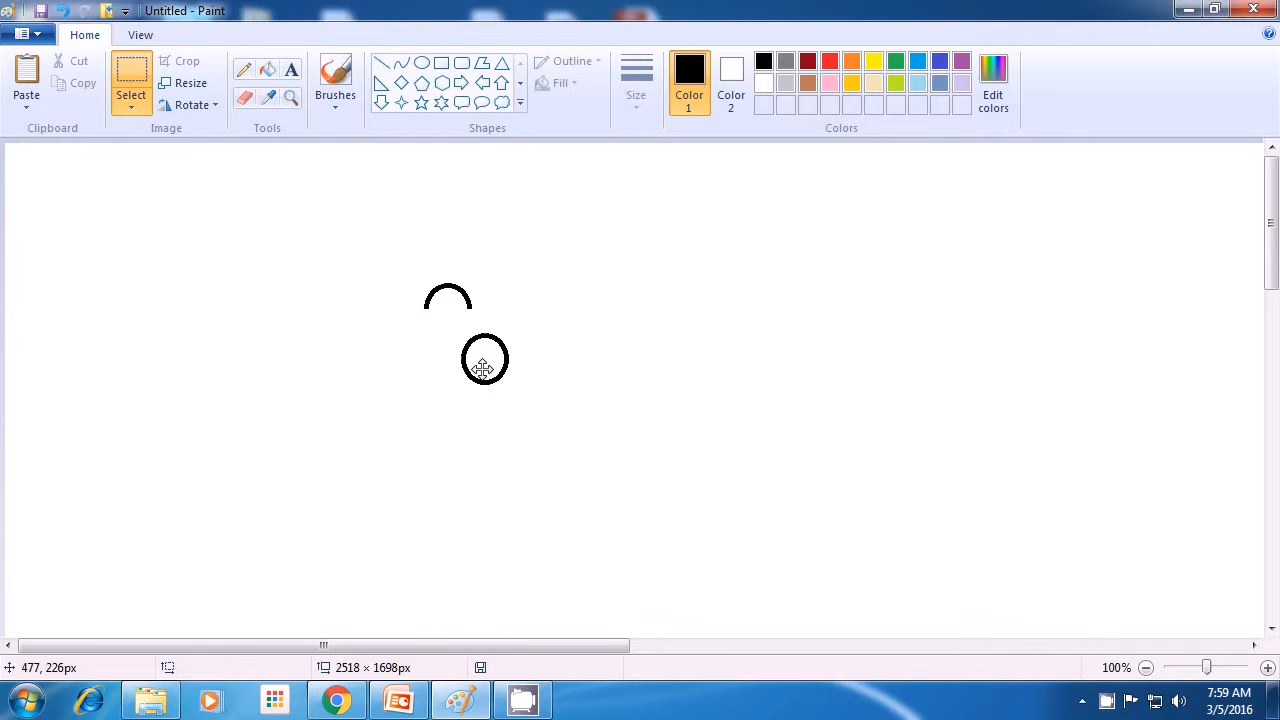 Untitled - Paint
Home View
Paste
Clipboard
Cut
Copy
Select
Crop
Resize
Rotate
Image
A
Tools
Brushes
Outline
Fill
Shapes
Size
Color 1
Color 2
Edit colors
Colors
477, 226px
2518 × 1698px
100%
7:59 AM
3/5/2016